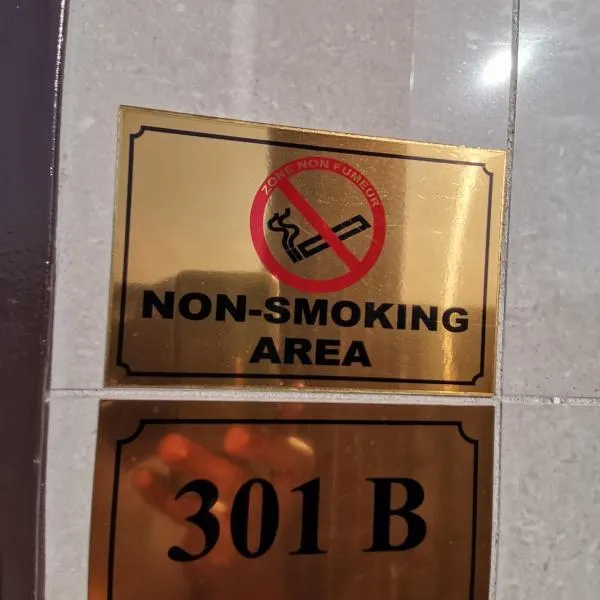 ZONE NON FUMEUR
NON-SMOKING
AREA
301 B